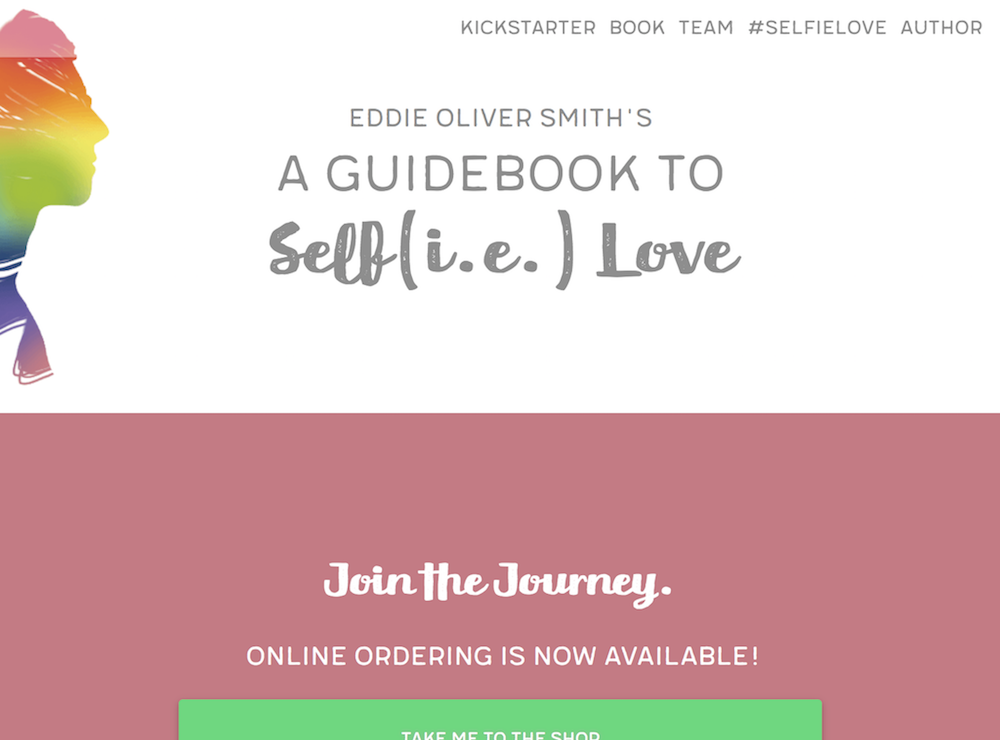 KICKSTARTER BOOK TEAM #SELFIELOVE AUTHOR
EDDIE OLIVER SMITH'S
A GUIDEBOOK TO
Self(i.e.) Love
Join the Journey.
ONLINE ORDERING IS NOW AVAILABLE!
TAKE ME TO THE SHOP